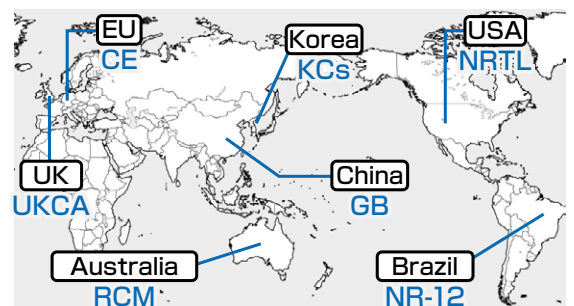 EU
CE
Korea
KCs
USA
NRTL
UK
UKCA
China
GB
Australia
RCM
Brazil
NR-12